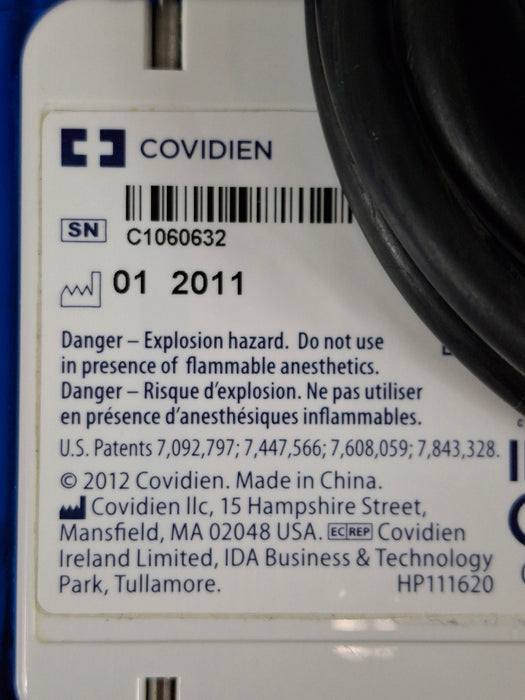 COVIDIEN
SN
C1060632
01 2011
Danger – Explosion hazard. Do not use
in presence of flammable anesthetics.
Danger – Risque d'explosion. Ne pas utiliser
en présence d'anesthésiques inflammables.
U.S. Patents 7,092,797; 7,447,566; 7,608,059; 7,843,328.
© 2012 Covidien. Made in China.
Covidien llc, 15 Hampshire Street,
Mansfield, MA 02048 USA. EC REP Covidien
Ireland Limited, IDA Business & Technology
Park, Tullamore. HP111620